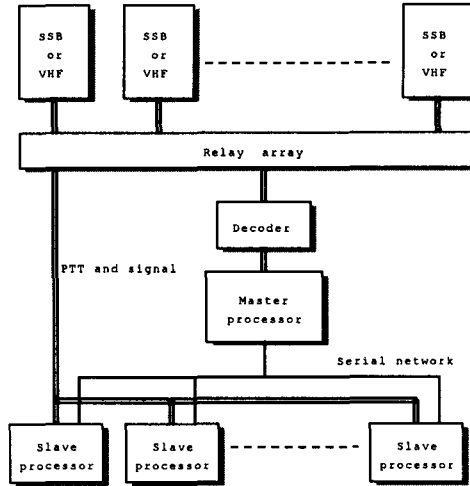 SSB
or
VHF
SSB
or
VHF
SSB
or
VHF
Relay array
Decoder
PTT and signal
Master
processor
Serial network
Slave
processor
Slave
processor
Slave
processor